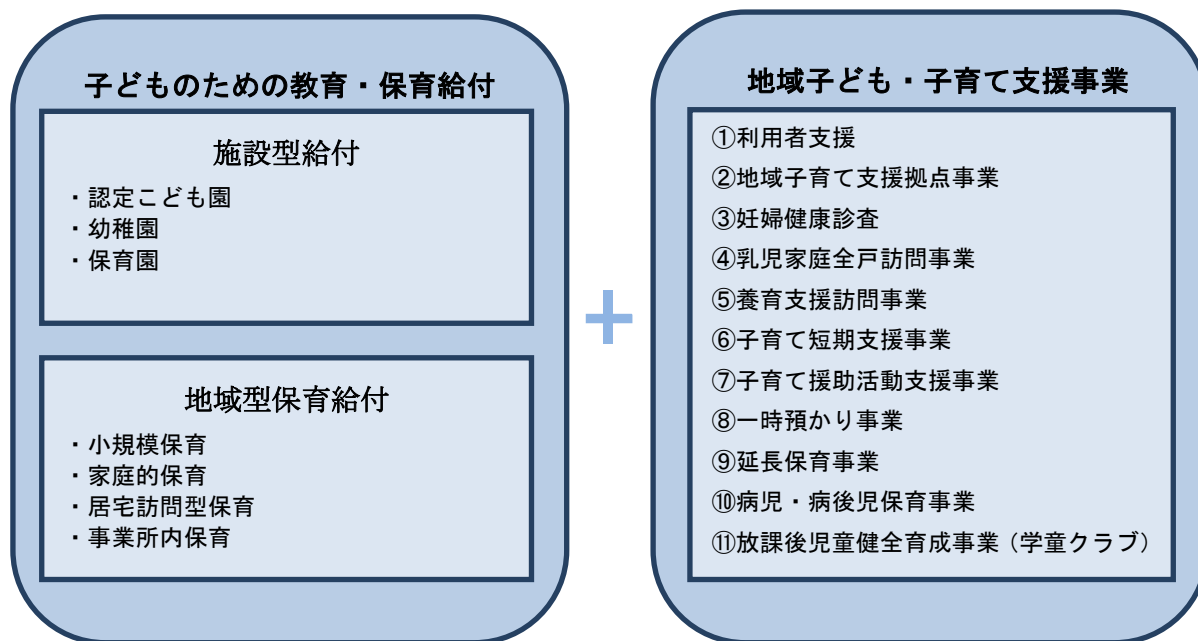 子どものための教育・保育給付
施設型給付
・認定こども園
・幼稚園
・保育園
地域型保育給付
・小規模保育
・家庭的保育
・居宅訪問型保育
・事業所内保育
+
地域子ども・子育て支援事業
①利用者支援
②地域子育て支援拠点事業
③妊婦健康診査
④乳児家庭全戸訪問事業
⑤養育支援訪問事業
⑥子育て短期支援事業
⑦子育て援助活動支援事業
⑧一時預かり事業
⑨延長保育事業
⑩病児・病後児保育事業
⑪放課後児童健全育成事業（学童クラブ）